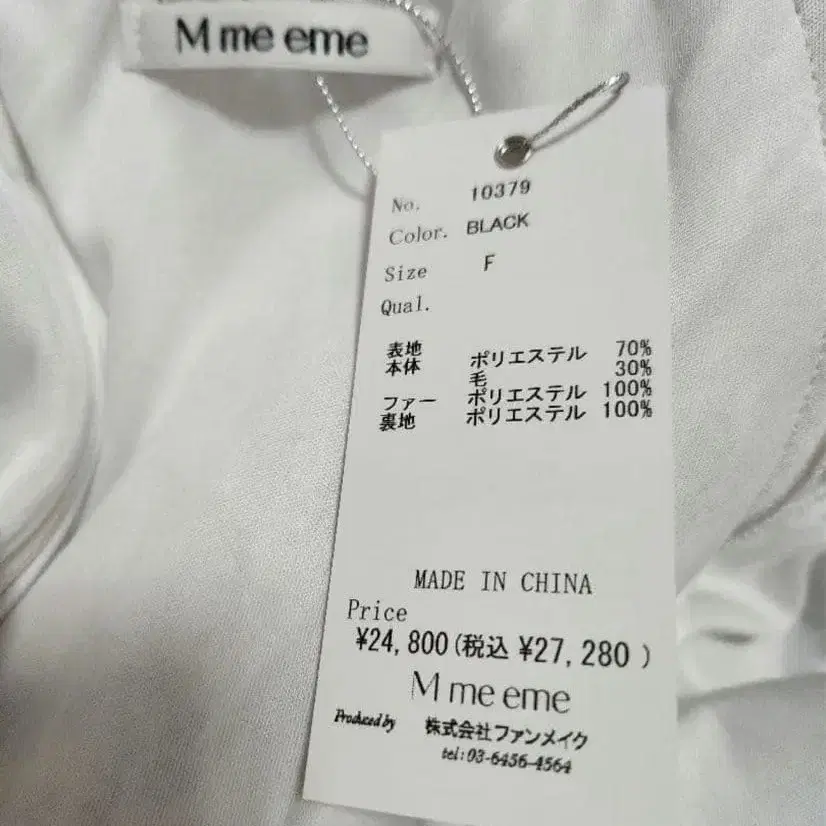 M me eme
No. 10379
Color. BLACK
Size F
Qual.
表地
本体 ポリエステル 70%
毛 30%
ファー ポリエステル 100%
裏地 ポリエステル 100%
MADE IN CHINA
Price
¥24,800(税込 ¥27,280 )
M me eme
Produced by 株式会社ファンメイク
tel:03-6456-4564